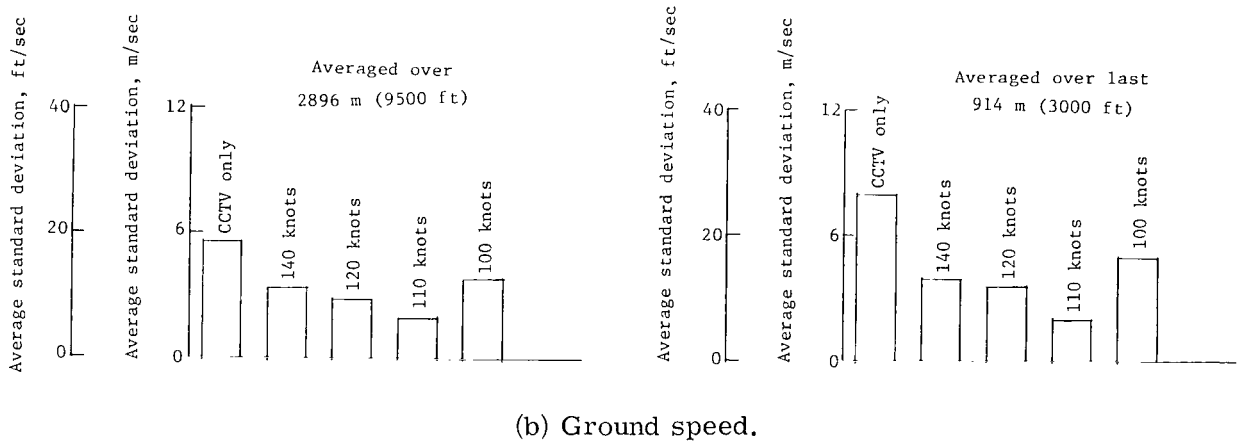 Average standard deviation, ft/sec
40
20
0
Average standard deviation, m/sec
12
6
0
Averaged over
2896 m (9500 ft)
CCTV only
140 knots
120 knots
110 knots
100 knots
Average standard deviation, ft/sec
40
20
0
Average standard deviation, m/sec
12
6
0
Averaged over last
914 m (3000 ft)
CCTV only
140 knots
120 knots
110 knots
100 knots
(b) Ground speed.